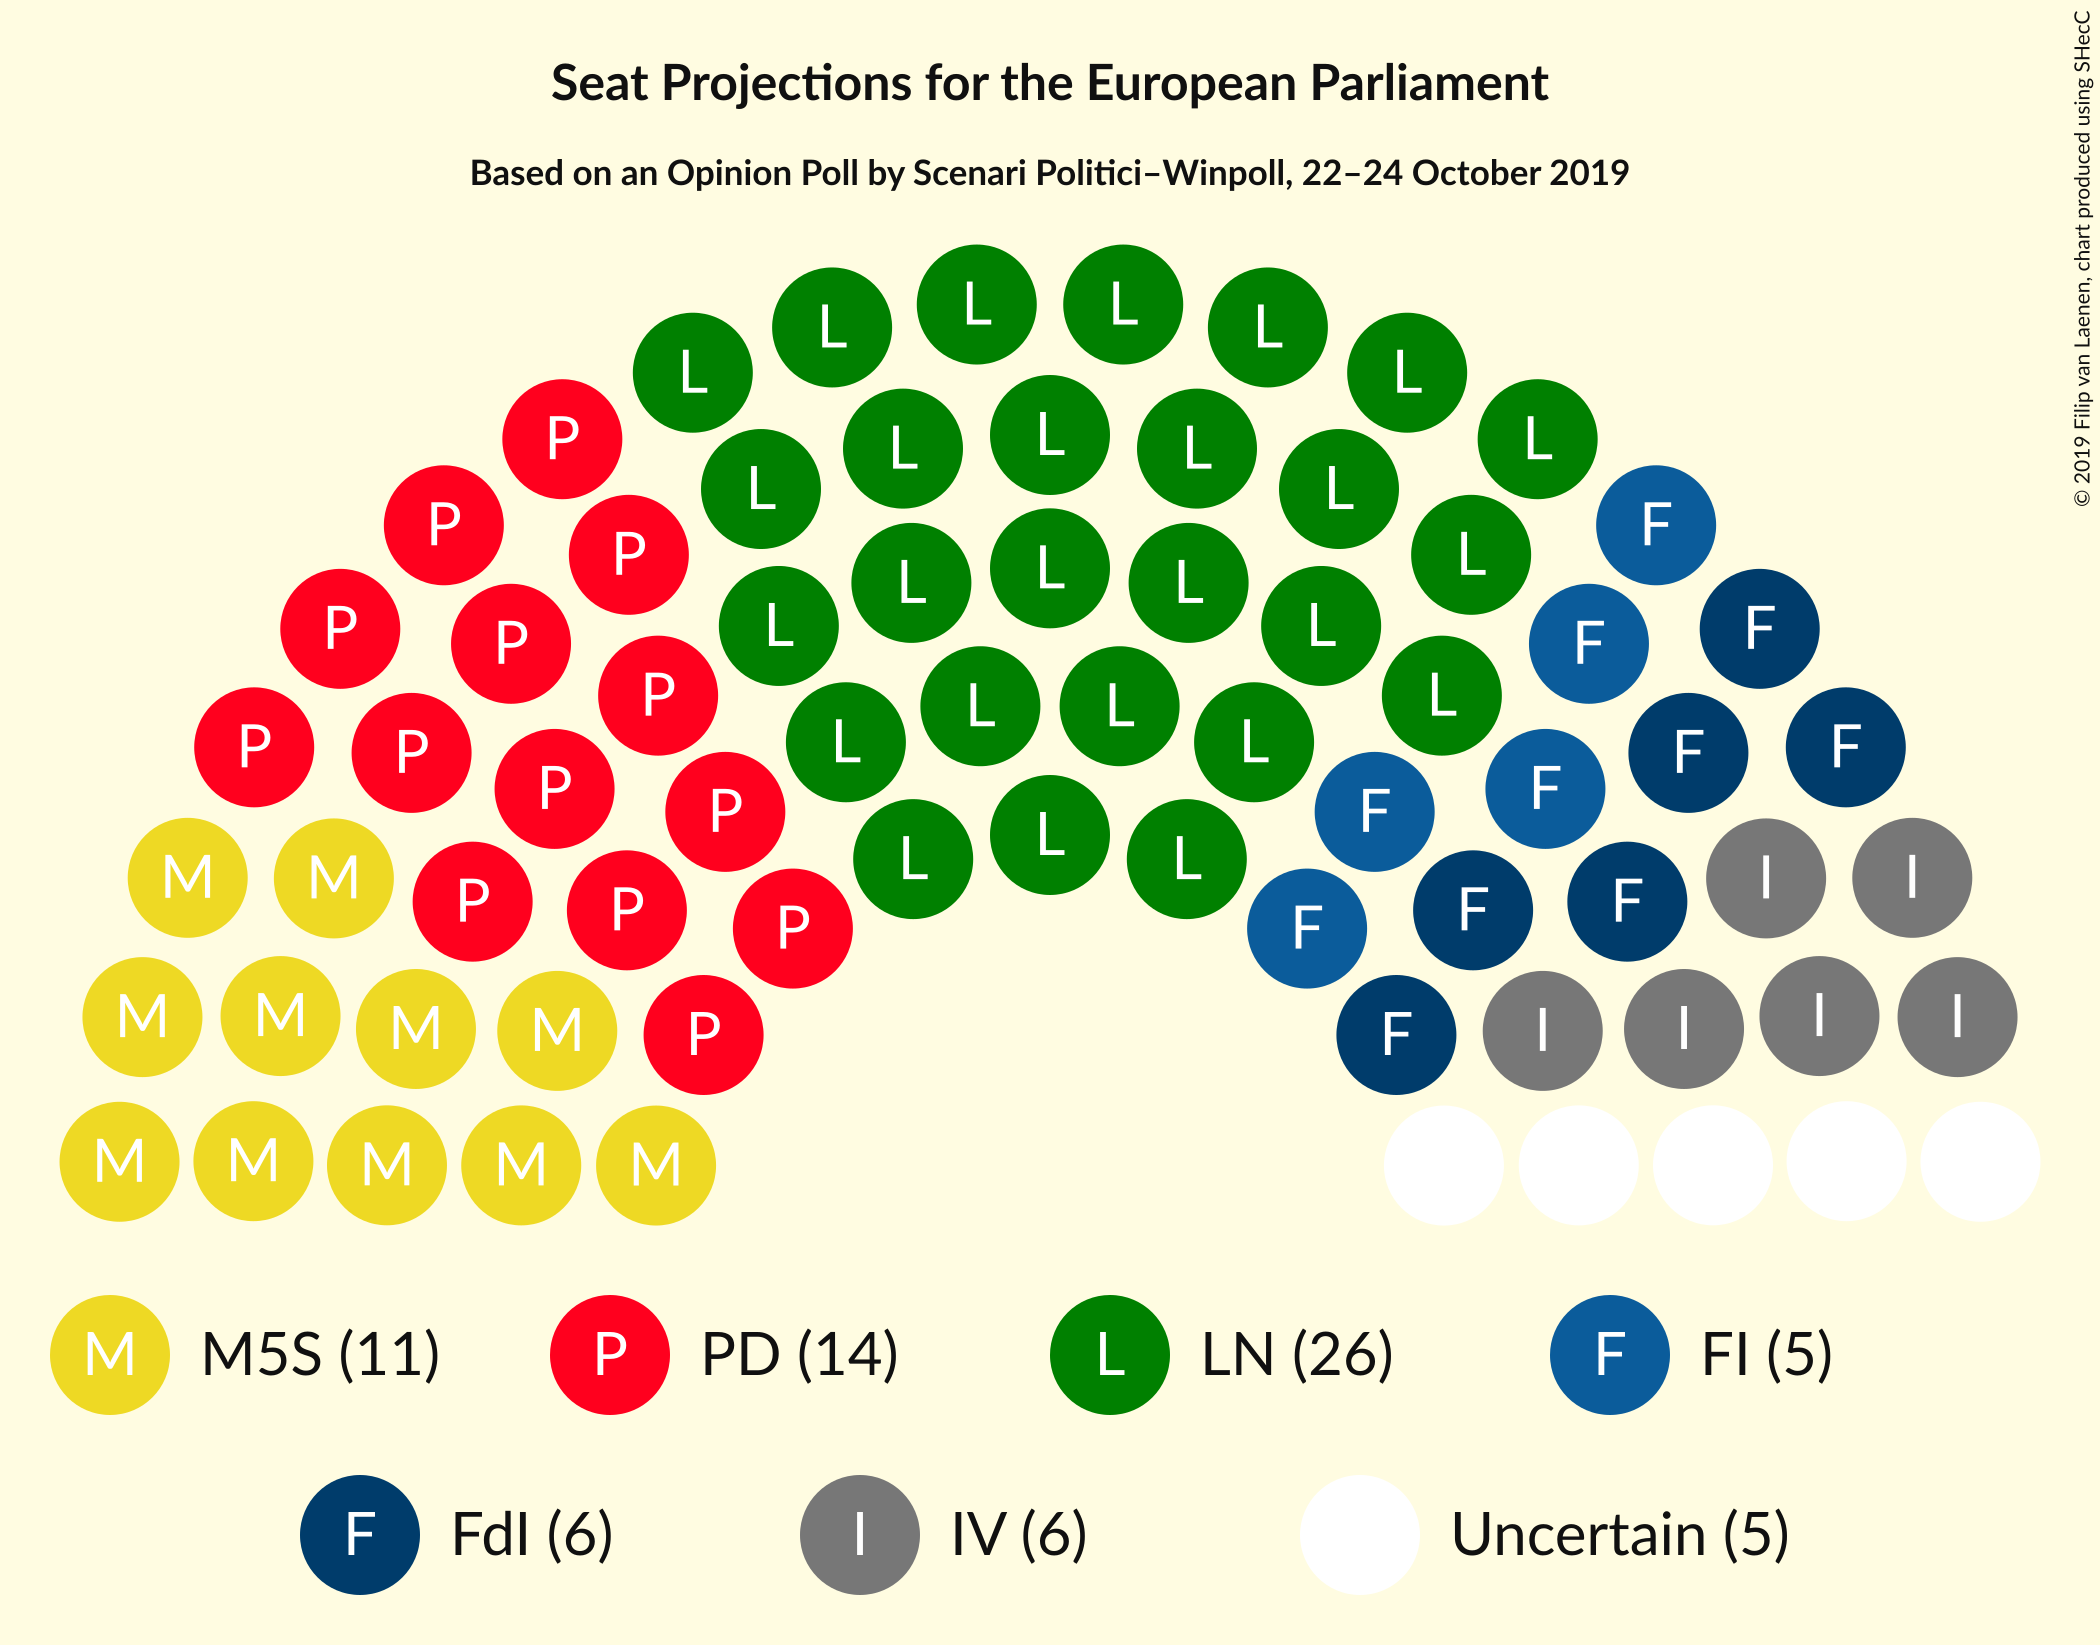 Seat Projections for the European Parliament
Based on an Opinion Poll by Scenari Politici–Winpoll, 22–24 October 2019
© 2019 Filip van Laenen, chart produced using SHecC
L L
L L
L L
L
P L
L L
P L L F
P L
L L L
L L
P P F F
P L L
L L
P P F F
P P F F
P P F F
L
L L
M M I I
P F
P F
P F
M M I I
M M I I
P F
M M M M M
M M5S (11) P PD (14) L LN (26) F FI (5)
F FdI (6) I IV (6) Uncertain (5)